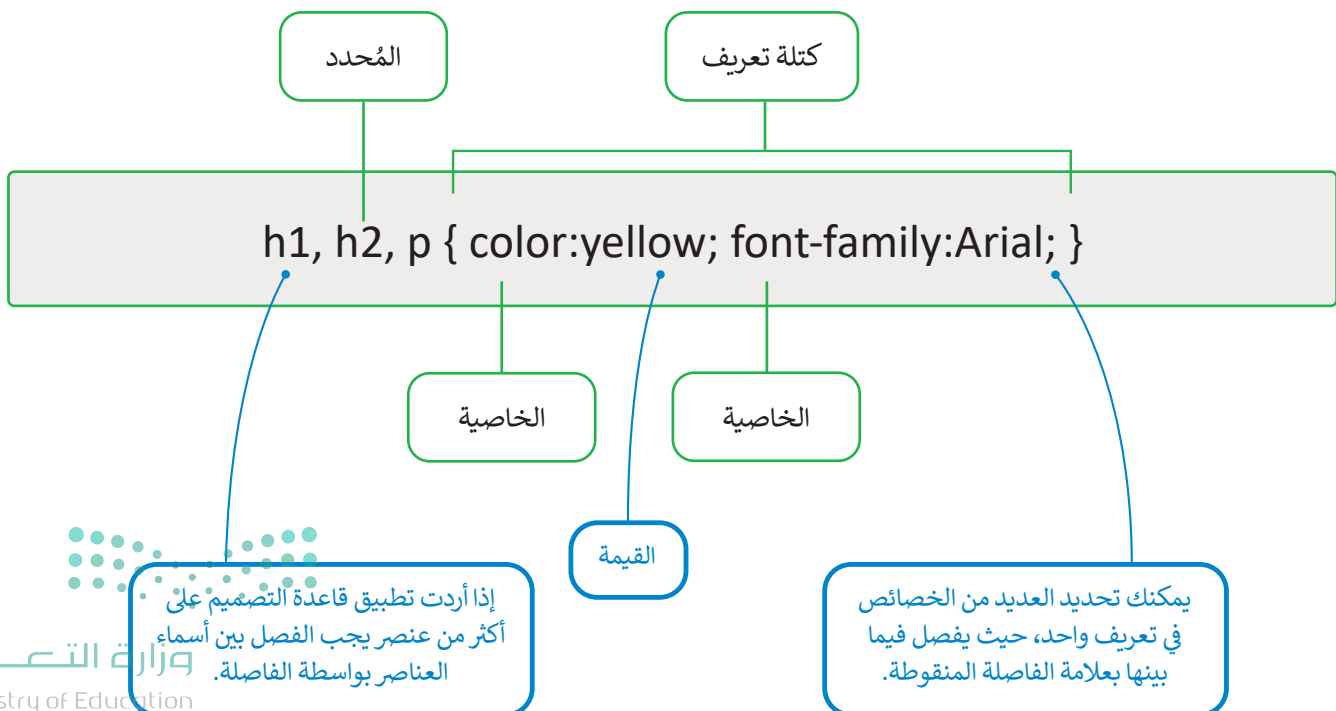 المُحدد
كتلة تعريف
h1, h2, p { color:yellow; font-family:Arial; }
الخاصية
الخاصية
القيمة
يمكنك تحديد العديد من الخصائص
في تعريف واحد، حيث يفصل فيما
بينها بعلامة الفاصلة المنقوطة.
إذا أردت تطبيق قاعدة التصميم على
أكثر من عنصر يجب الفصل بين أسماء
العناصر بواسطة الفاصلة.
وزارة التعـ
stry of Education